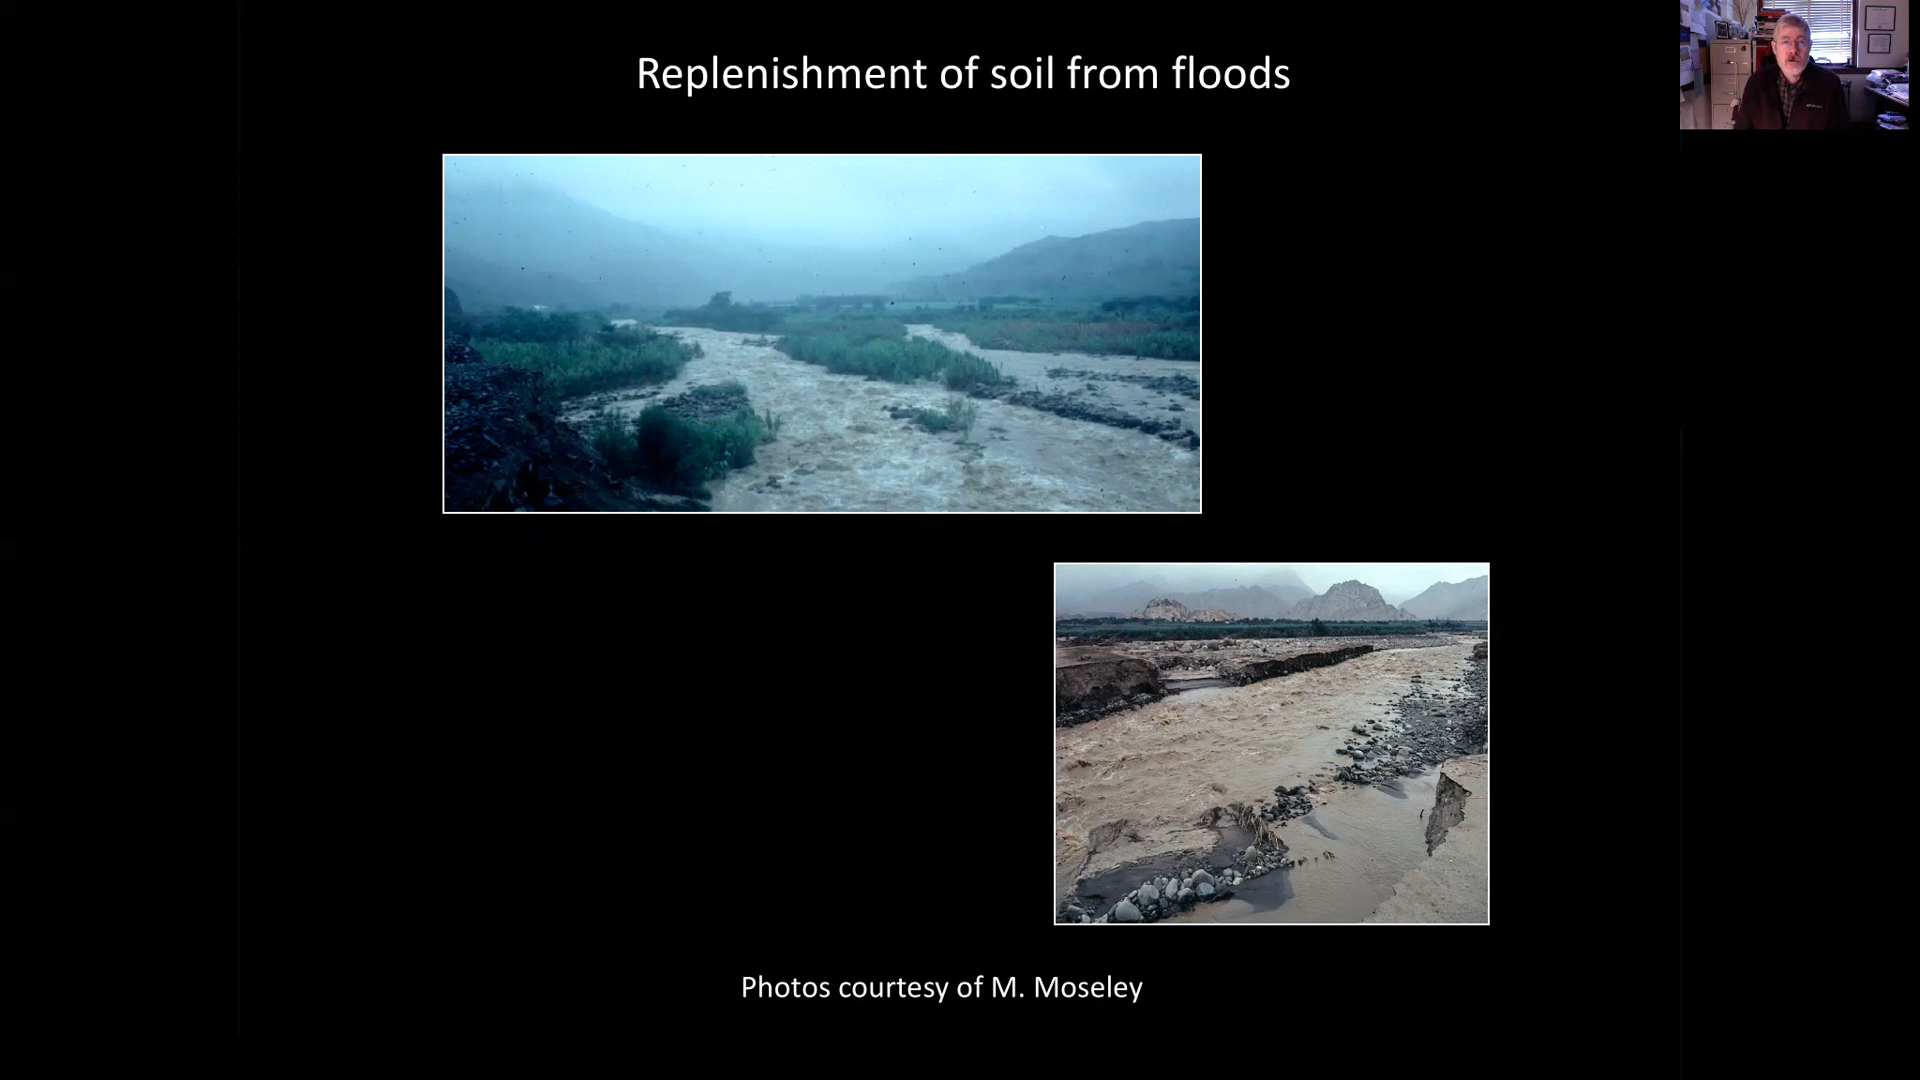 Replenishment of soil from floods
Photos courtesy of M. Moseley